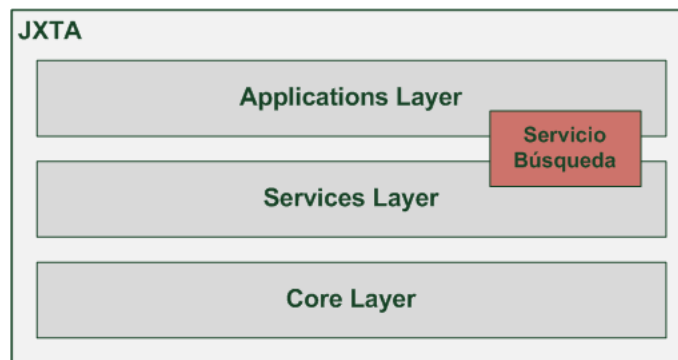 JXTA
Applications Layer
Servicio
Búsqueda
Services Layer
Core Layer